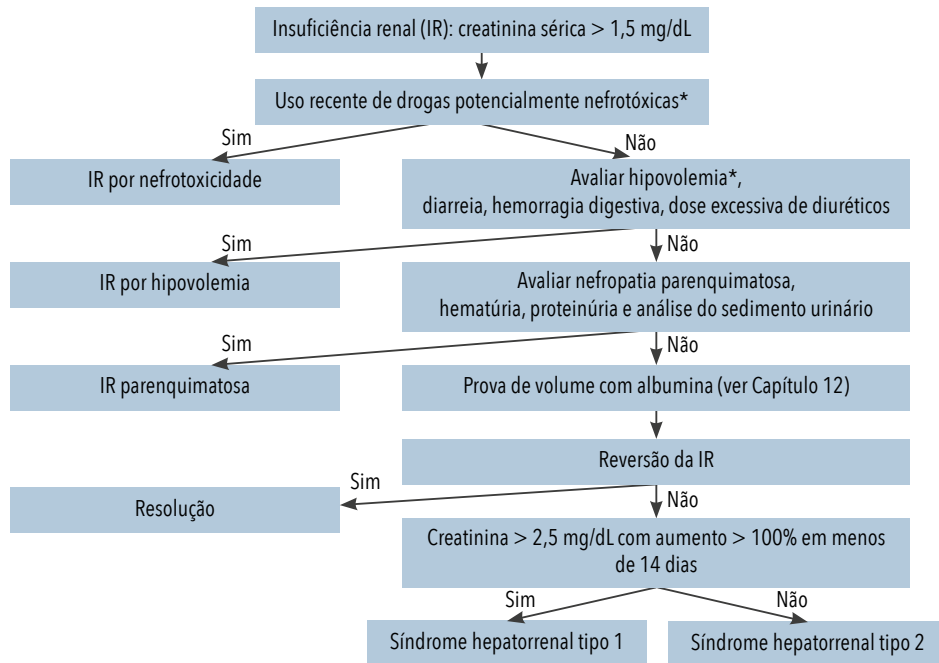 Insuficiência renal (IR): creatinina sérica > 1,5 mg/dL
Uso recente de drogas potencialmente nefrotóxicas*
Sim
Não
IR por nefrotoxicidade
Avaliar hipovolemia*,
diarreia, hemorragia digestiva, dose excessiva de diuréticos
Sim
Não
IR por hipovolemia
Avaliar nefropatia parenquimatosa,
hematúria, proteinúria e análise do sedimento urinário
Sim
Não
IR parenquimatosa
Prova de volume com albumina (ver Capítulo 12)
Reversão da IR
Sim
Não
Resolução
Creatinina > 2,5 mg/dL com aumento > 100% em menos
de 14 dias
Sim
Não
Síndrome hepatorrenal tipo 1
Síndrome hepatorrenal tipo 2